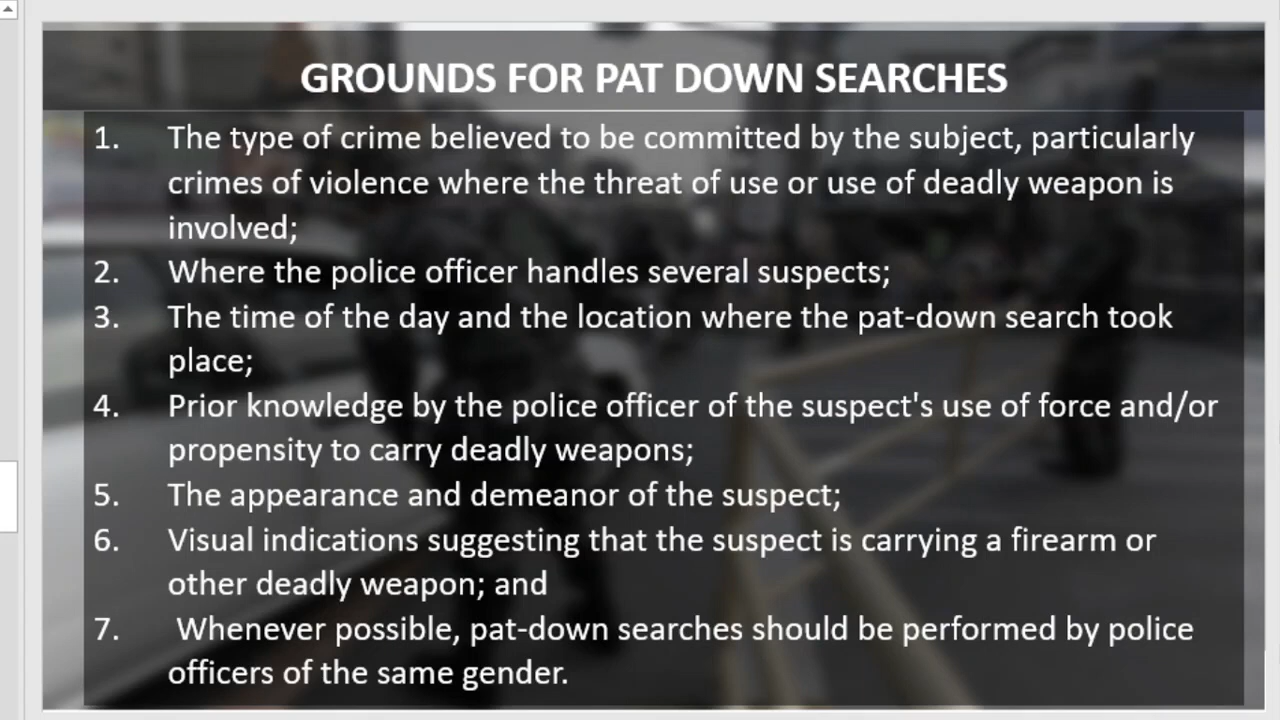 GROUNDS FOR PAT DOWN SEARCHES
1. The type of crime believed to be committed by the subject, particularly
crimes of violence where the threat of use or use of deadly weapon is
involved;
2. Where the police officer handles several suspects;
3. The time of the day and the location where the pat-down search took
place;
4. Prior knowledge by the police officer of the suspect's use of force and/or
propensity to carry deadly weapons;
5. The appearance and demeanor of the suspect;
6. Visual indications suggesting that the suspect is carrying a firearm or
other deadly weapon; and
7. Whenever possible, pat-down searches should be performed by police
officers of the same gender.